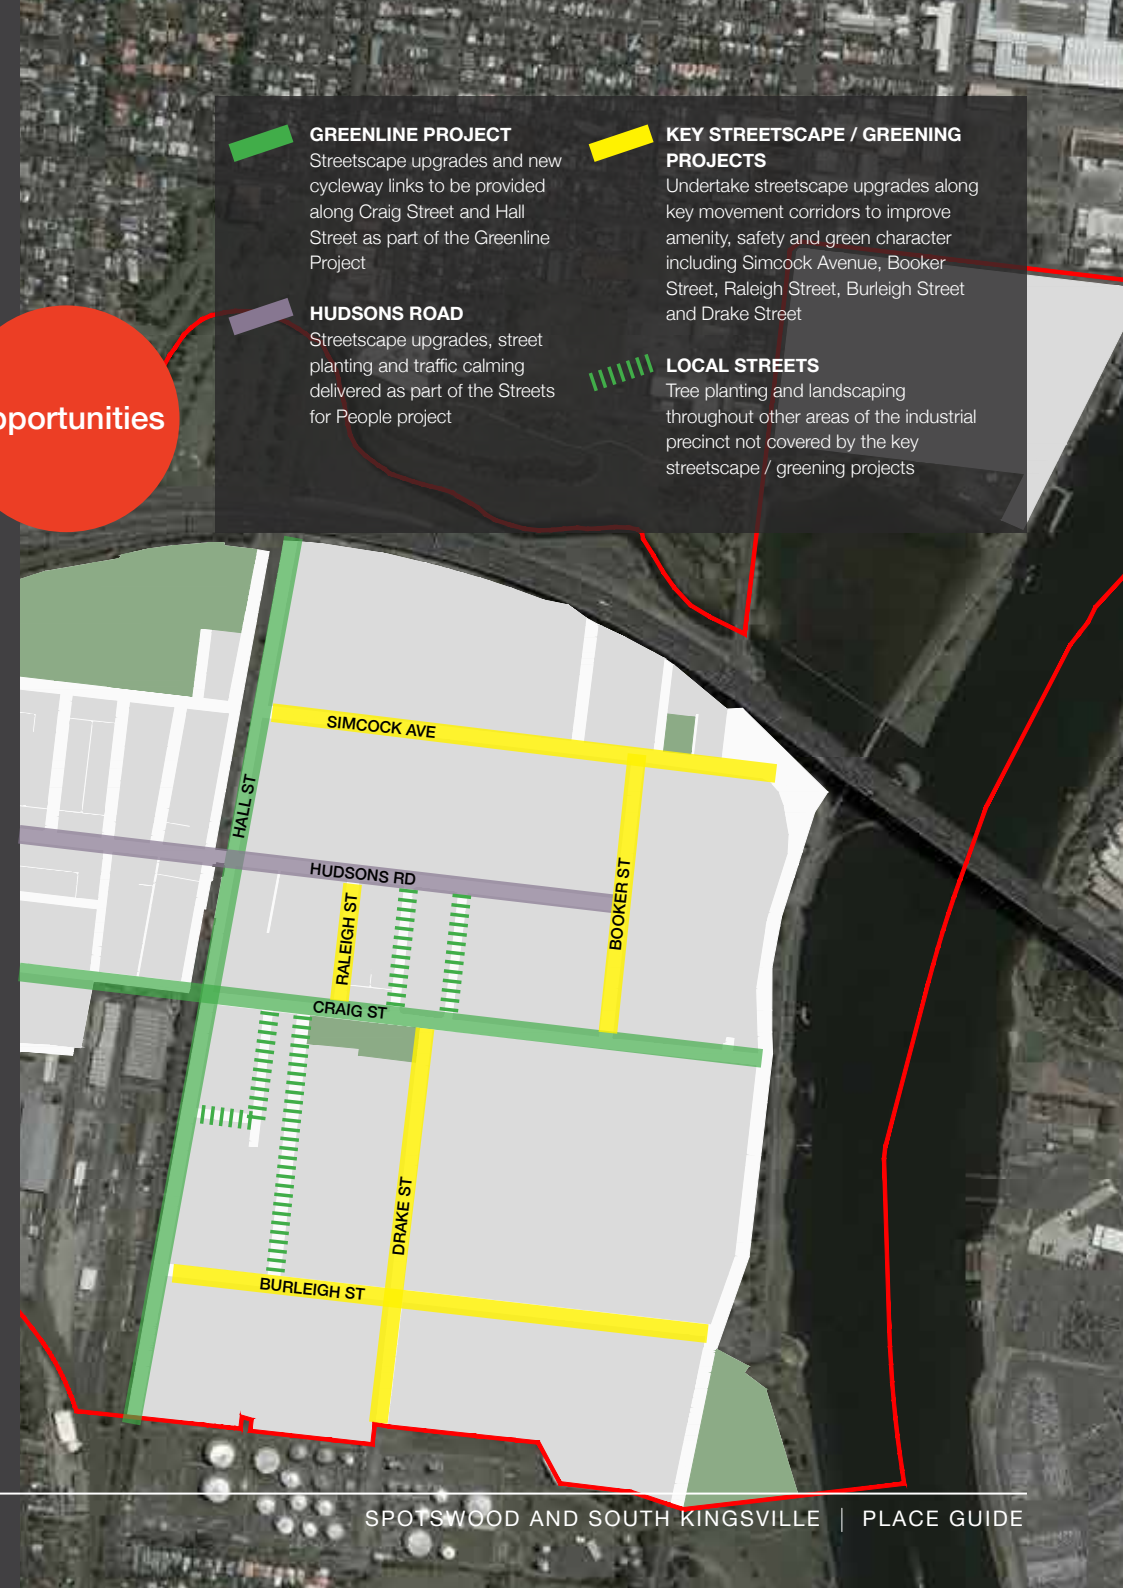 GREENLINE PROJECT
Streetscape upgrades and new
cycleway links to be provided
along Craig Street and Hall
Street as part of the Greenline
Project
HUDSONS ROAD
Streetscape upgrades, street
planting and traffic calming
delivered as part of the Streets
for People project
KEY STREETSCAPE / GREENING
PROJECTS
Undertake streetscape upgrades along
key movement corridors to improve
amenity, safety and green character
including Simcock Avenue, Booker
Street, Raleigh Street, Burleigh Street
and Drake Street
LOCAL STREETS
Tree planting and landscaping
throughout other areas of the industrial
precinct not covered by the key
streetscape / greening projects
pportunities
SIMCOCK AVE
HALL ST
HUDSONS RD
BOOKER ST
RALEIGH ST
CRAIG ST
DRAKE ST
BURLEIGH ST
SPOTSWOOD AND SOUTH KINGSVILLE | PLACE GUIDE